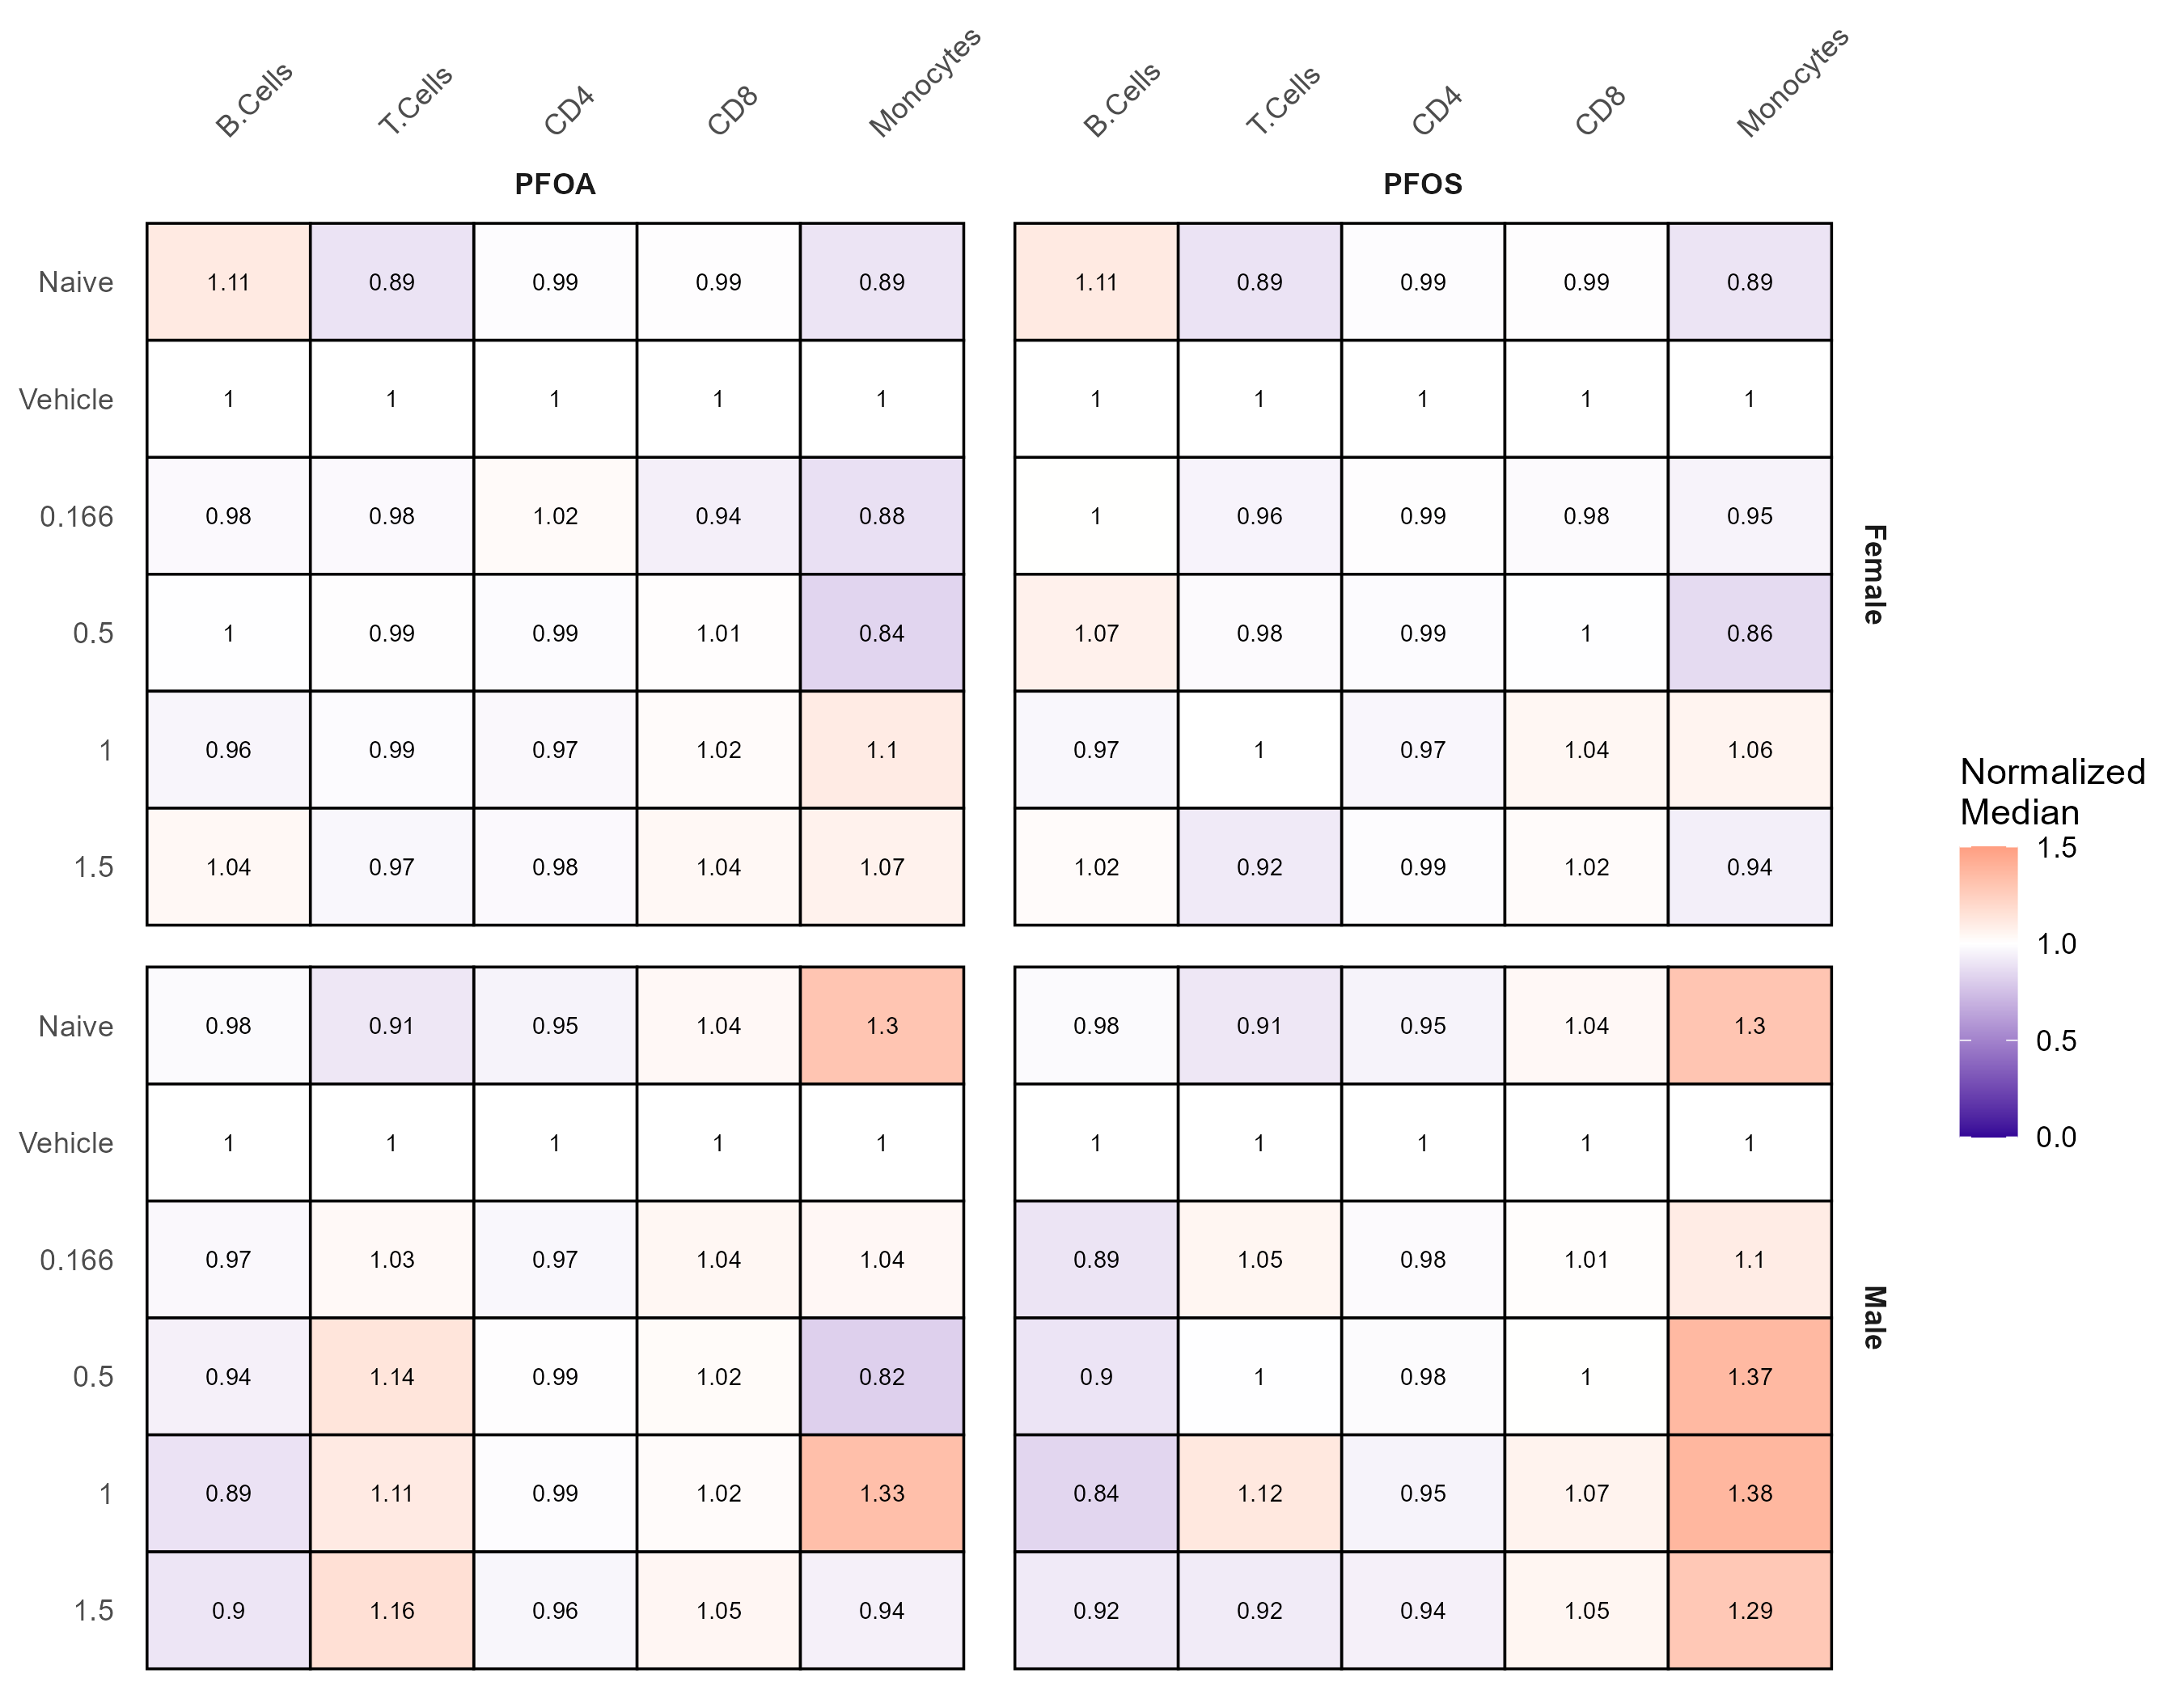 B.Cells T.Cells CD4 CD8 Monocytes B.Cells T.Cells CD4 CD8 Monocytes
PFOA PFOS
Naive 1.11 0.89 0.99 0.99 0.89 1.11 0.89 0.99 0.99 0.89
Vehicle 1 1 1 1 1 1 1 1 1 1
0.166 0.98 0.98 1.02 0.94 0.88 1 0.96 0.99 0.98 0.95
0.5 1 0.99 0.99 1.01 0.84 1.07 0.98 0.99 1 0.86
1 0.96 0.99 0.97 1.02 1.1 0.97 1 0.97 1.04 1.06
1.5 1.04 0.97 0.98 1.04 1.07 1.02 0.92 0.99 1.02 0.94
Female
Naive 0.98 0.91 0.95 1.04 1.3 0.98 0.91 0.95 1.04 1.3
Vehicle 1 1 1 1 1 1 1 1 1 1
0.166 0.97 1.03 0.97 1.04 1.04 0.89 1.05 0.98 1.01 1.1
0.5 0.94 1.14 0.99 1.02 0.82 0.9 1 0.98 1 1.37
1 0.89 1.11 0.99 1.02 1.33 0.84 1.12 0.95 1.07 1.38
1.5 0.9 1.16 0.96 1.05 0.94 0.92 0.92 0.94 1.05 1.29
Male
Normalized
Median
1.5
1.0
0.5
0.0